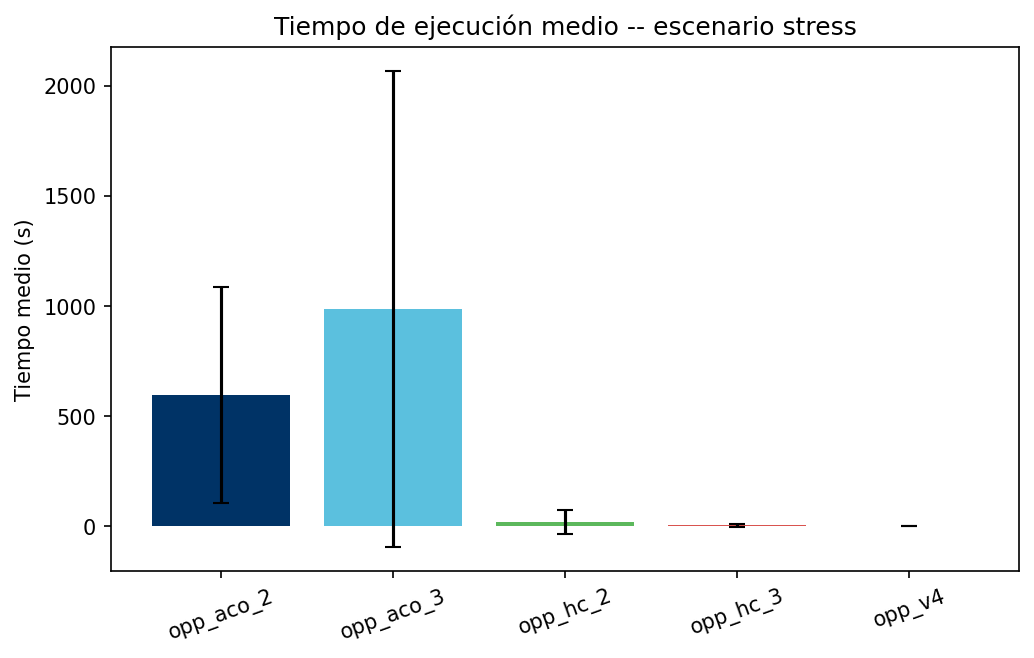 Tiempo de ejecución medio -- escenario stress
Tiempo medio (s)
2000
1500
1000
500
0
opp_aco_2
opp_aco_3
opp_hc_2
opp_hc_3
opp_v4